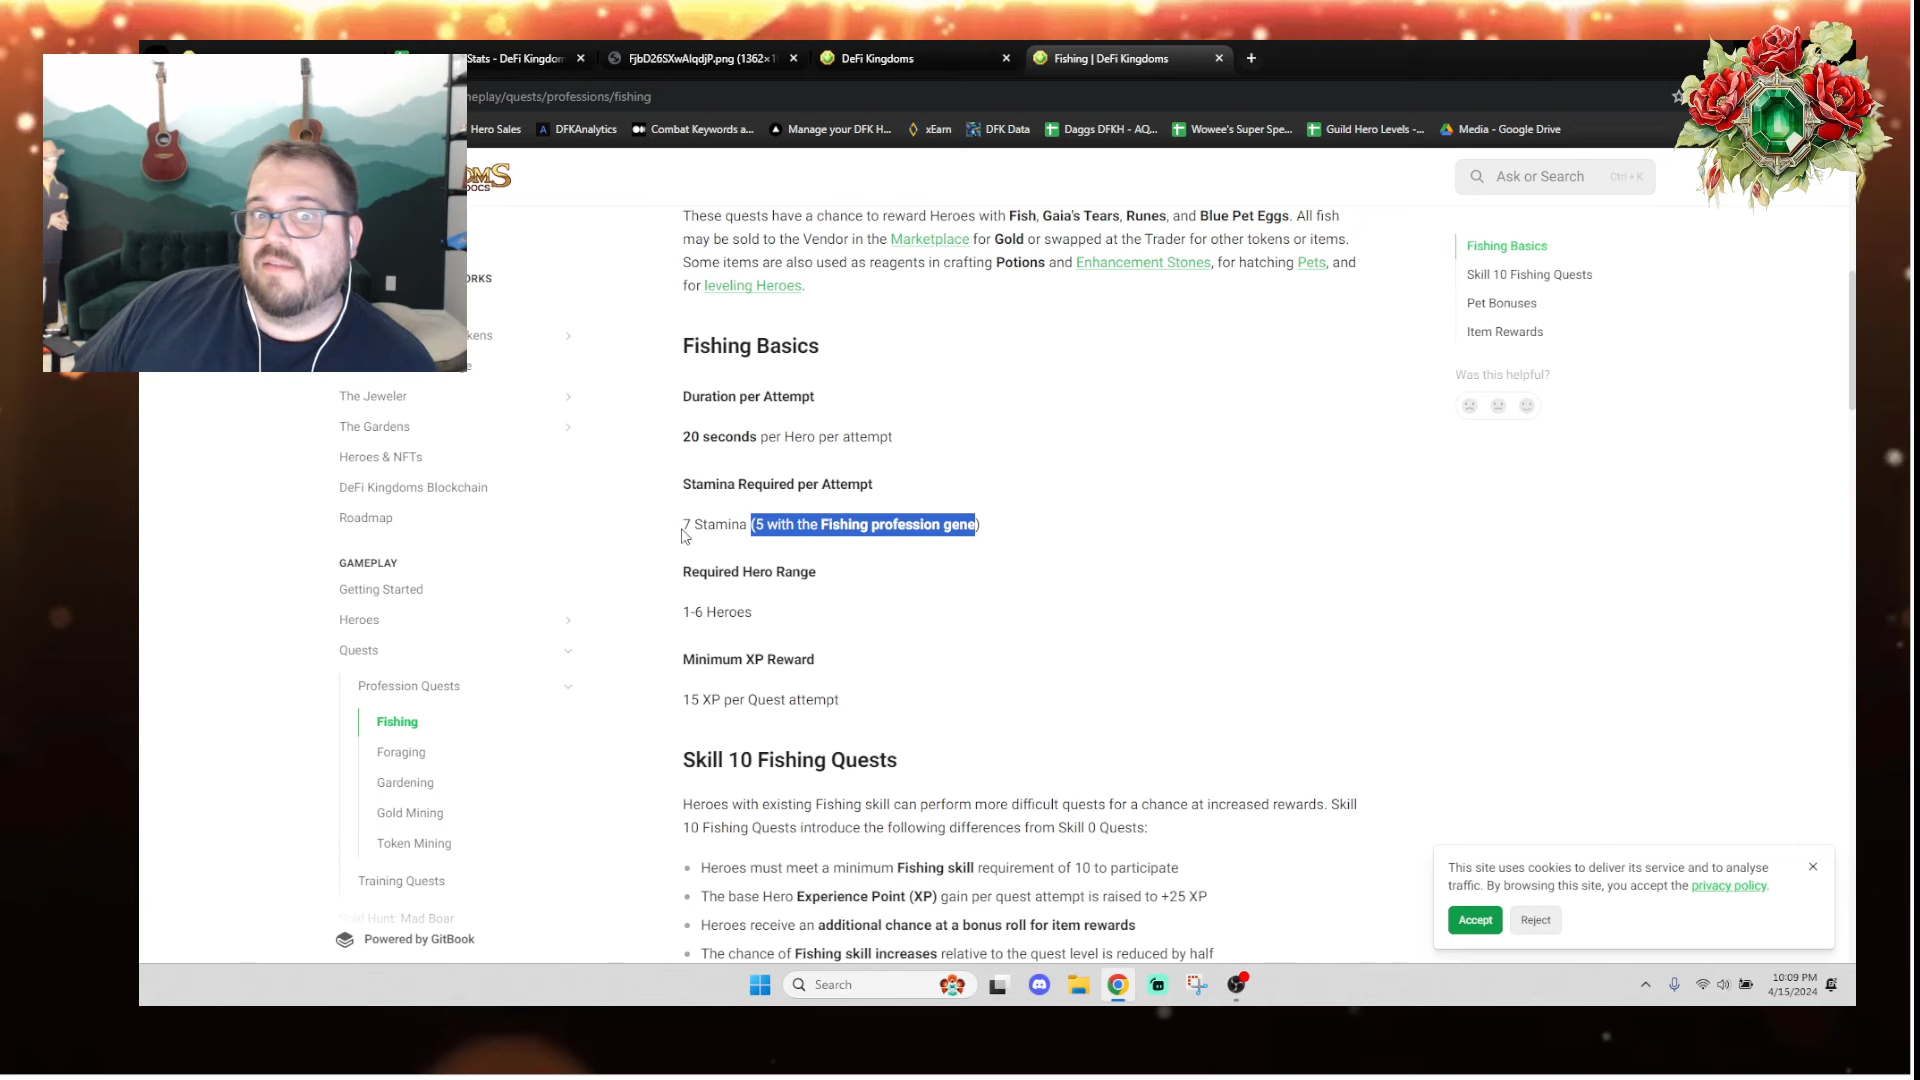 Stats - DeFi Kingdom
FjbD26SXwAlqdjP.png (1362×1
DeFi Kingdoms
Fishing | DeFi Kingdoms
eplay/quests/professions/fishing
Hero Sales
DFKAnalytics
Combat Keywords a...
Manage your DFK H...
xEarn
DFK Data
Daggs DFKH - AQ...
Wowee's Super Spe...
Guild Hero Levels -...
Media - Google Drive
DOCS
Ask or Search
Ctrl + K
These quests have a chance to reward Heroes with Fish, Gaia's Tears, Runes, and Blue Pet Eggs. All fish
may be sold to the Vendor in the Marketplace for Gold or swapped at the Trader for other tokens or items.
Some items are also used as reagents in crafting Potions and Enhancement Stones, for hatching Pets, and
for leveling Heroes.
Fishing Basics
Duration per Attempt
20 seconds per Hero per attempt
Stamina Required per Attempt
7 Stamina (5 with the Fishing profession gene)
Required Hero Range
1-6 Heroes
Minimum XP Reward
15 XP per Quest attempt
Skill 10 Fishing Quests
Heroes with existing Fishing skill can perform more difficult quests for a chance at increased rewards. Skill
10 Fishing Quests introduce the following differences from Skill 0 Quests:
Heroes must meet a minimum Fishing skill requirement of 10 to participate
The base Hero Experience Point (XP) gain per quest attempt is raised to +25 XP
Heroes receive an additional chance at a bonus roll for item rewards
The chance of Fishing skill increases relative to the quest level is reduced by half
The Jeweler
The Gardens
Heroes & NFTs
DeFi Kingdoms Blockchain
Roadmap
GAMEPLAY
Getting Started
Heroes
Quests
Profession Quests
Fishing
Foraging
Gardening
Gold Mining
Token Mining
Training Quests
Void Hunt: Mad Boar
Powered by GitBook
Fishing Basics
Skill 10 Fishing Quests
Pet Bonuses
Item Rewards
Was this helpful?
This site uses cookies to deliver its service and to analyse
traffic. By browsing this site, you accept the privacy policy.
Accept
Reject
Search
10:09 PM
4/15/2024